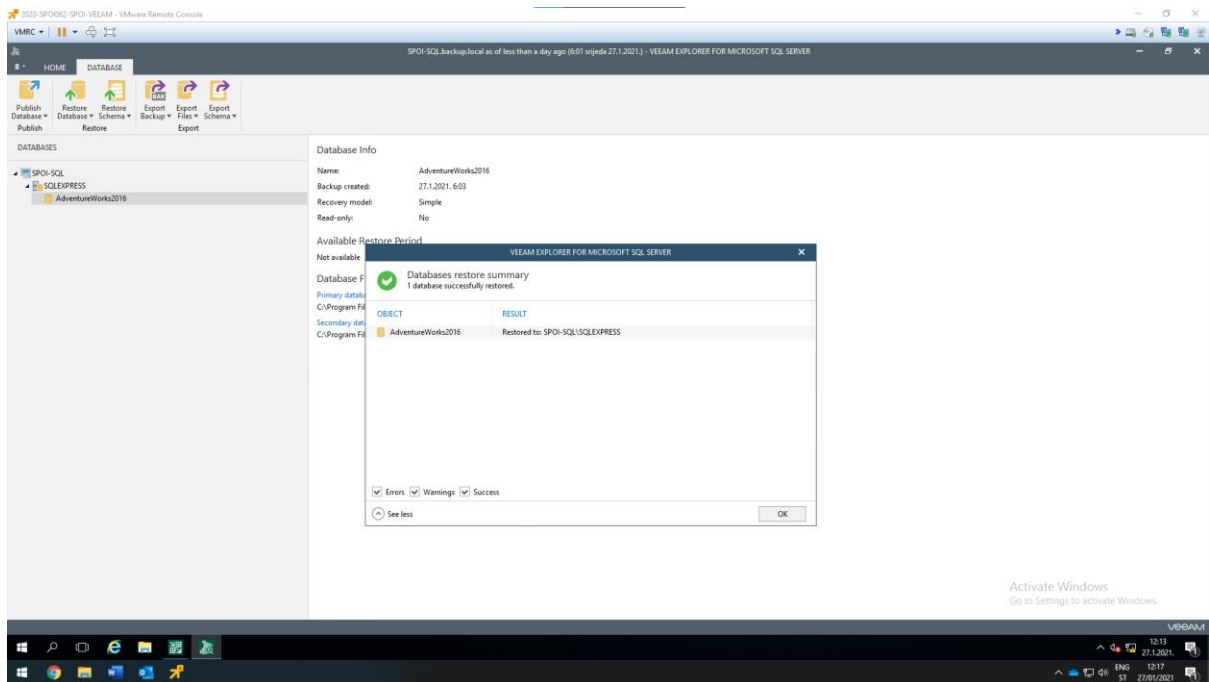 2020-SPOI062-SPOI-VEEAM - VMware Remote Console
VMRC
SPOI-SQL.backup.local as of less than a day ago (6:01 srijeda 27.1.2021.) - VEEAM EXPLORER FOR MICROSOFT SQL SERVER
HOME DATABASE
BAK
Publish Restore Restore Export Export Export
Database Database Schema Backup Files Schema
Publish Restore Export
DATABASES
SPOI-SQL
SQLEXPRESS
AdventureWorks2016
Database Info
Name: AdventureWorks2016
Backup created: 27.1.2021. 6:03
Recovery model: Simple
Read-only: No
Available Restore Period
Not available
Database F
Primary datab
C:\Program Fil
Secondary dat
C:\Program Fil
VEEAM EXPLORER FOR MICROSOFT SQL SERVER
Databases restore summary
1 database successfully restored.
OBJECT RESULT
AdventureWorks2016 Restored to: SPOI-SQL\SQLEXPRESS
Errors Warnings Success
See less OK
Activate Windows
Go to Settings to activate Windows.
VEEAM
12:13
27.1.2021.
ENG 12:17
ST 27/01/2021